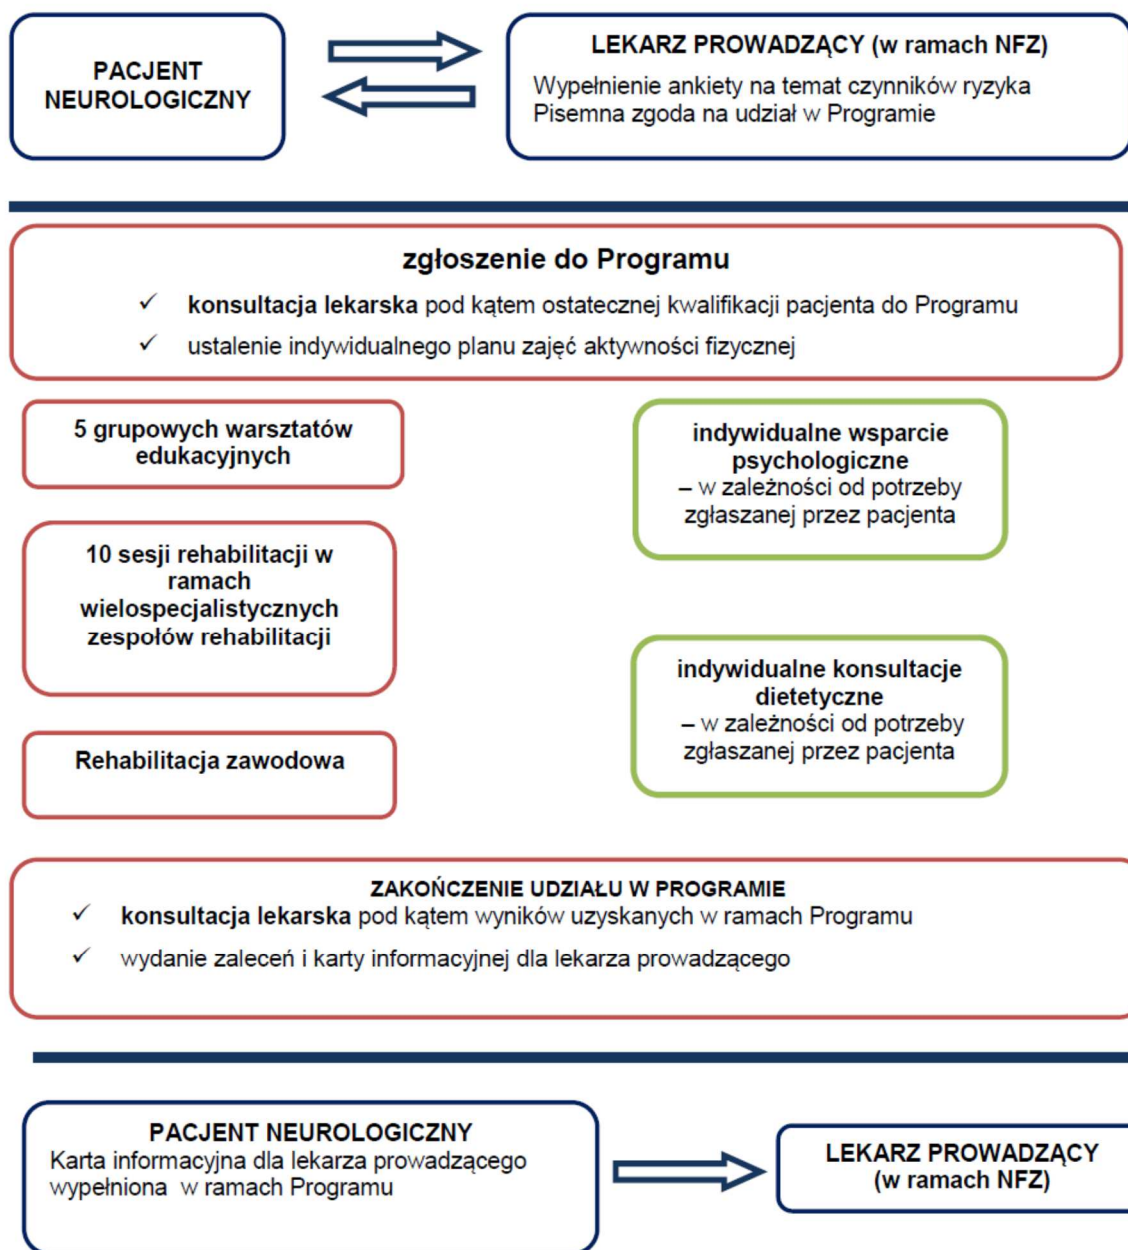 PACJENT
NEUROLOGICZNY
LEKARZ PROWADZĄCY (w ramach NFZ)
Wypełnienie ankiety na temat czynników ryzyka
Pisemna zgoda na udział w Programie
zgłoszenie do Programu
✓ konsultacja lekarska pod kątem ostatecznej kwalifikacji pacjenta do Programu
✓ ustalenie indywidualnego planu zajęć aktywności fizycznej
5 grupowych warsztatów
edukacyjnych
10 sesji rehabilitacji w
ramach
wielospecjalistycznych
zespołów rehabilitacji
Rehabilitacja zawodowa
indywidualne wsparcie
psychologiczne
– w zależności od potrzeby
zgłaszanej przez pacjenta
indywidualne konsultacje
dietetyczne
– w zależności od potrzeby
zgłaszanej przez pacjenta
ZAKOŃCZENIE UDZIAŁU W PROGRAMIE
✓ konsultacja lekarska pod kątem wyników uzyskanych w ramach Programu
✓ wydanie zaleceń i karty informacyjnej dla lekarza prowadzącego
PACJENT NEUROLOGICZNY
Karta informacyjna dla lekarza prowadzącego
wypełniona w ramach Programu
LEKARZ PROWADZĄCY
(w ramach NFZ)